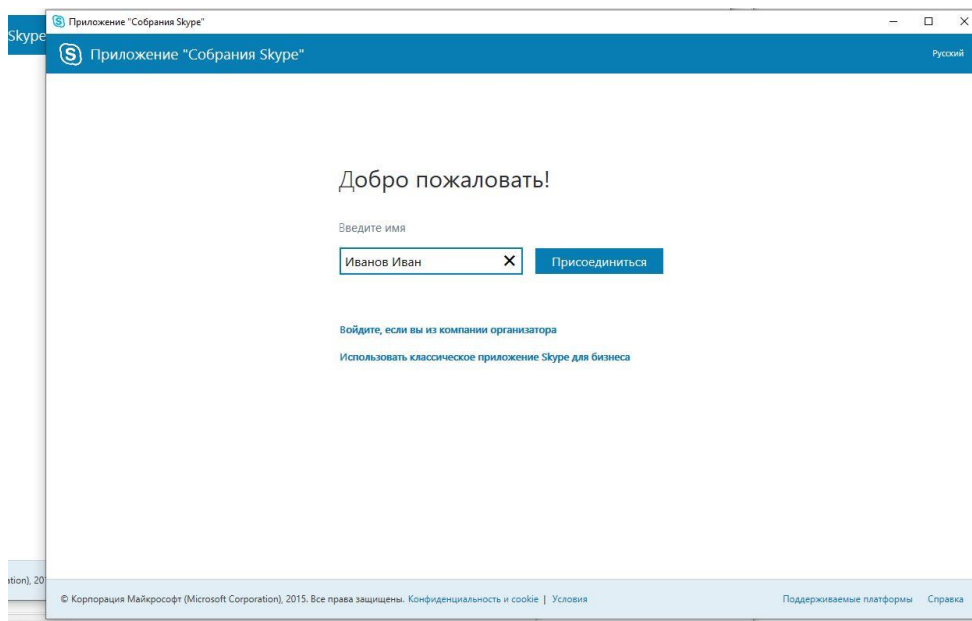 Приложение "Собрания Skype"
Skype
Приложение "Собрания Skype"
Русский
Добро пожаловать!
Введите имя
Иванов Иван
Присоединиться
Войдите, если вы из компании организатора
Использовать классическое приложение Skype для бизнеса
ation), 20
© Корпорация Майкрософт (Microsoft Corporation), 2015. Все права защищены. Конфиденциальность и cookie | Условия
Поддерживаемые платформы Справка